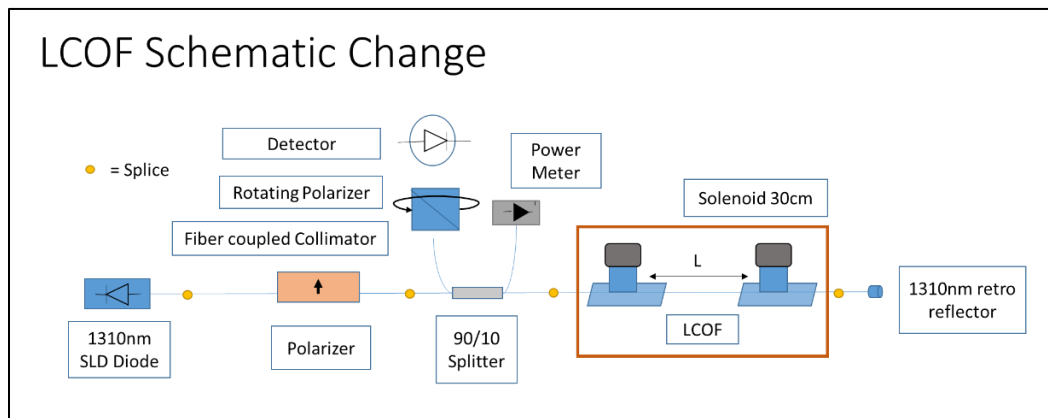 LCOF Schematic Change
Detector
Power
Meter
= Splice
Rotating Polarizer
Solenoid 30cm
Fiber coupled Collimator
L
1310nm
SLD Diode
Polarizer
90/10
Splitter
LCOF
1310nm retro
reflector